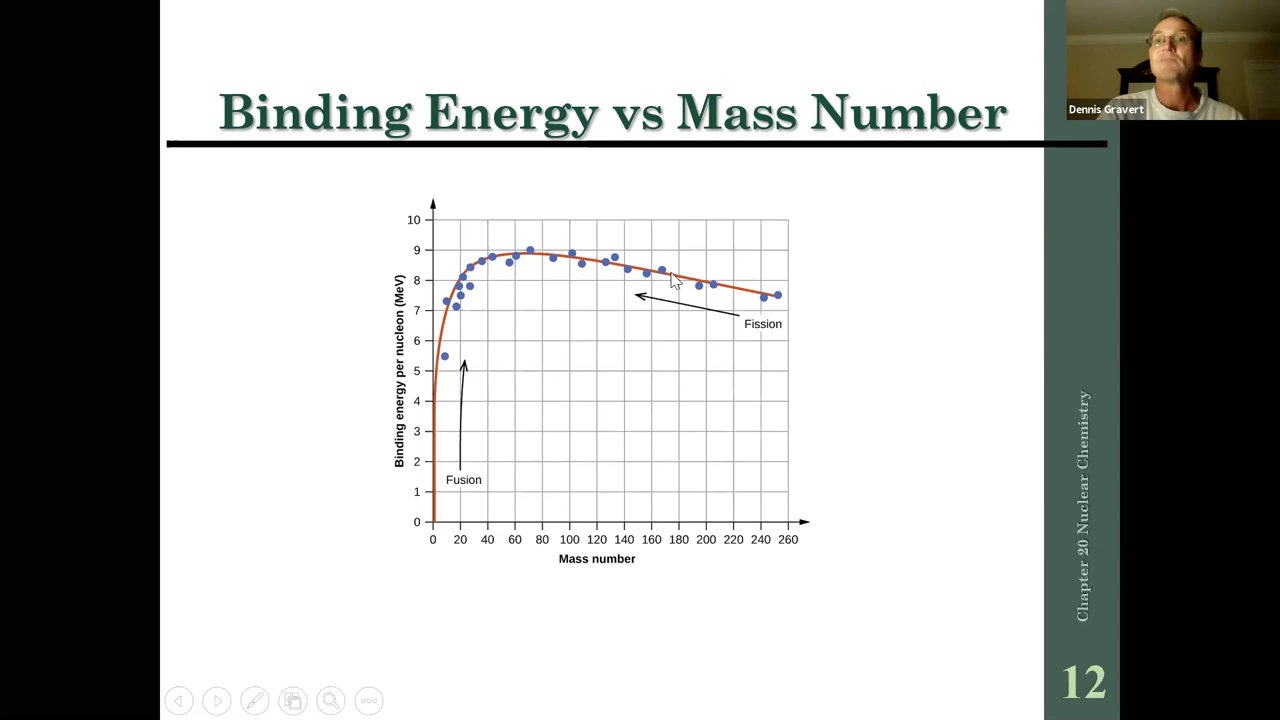 Binding Energy vs Mass Number
Dennis Gravert
10
9
8
7
6
5
4
3
2
1
0
Binding energy per nucleon (MeV)
Fission
Fusion
0 20 40 60 80 100 120 140 160 180 200 220 240 260
Mass number
Chapter 20 Nuclear Chemistry
12